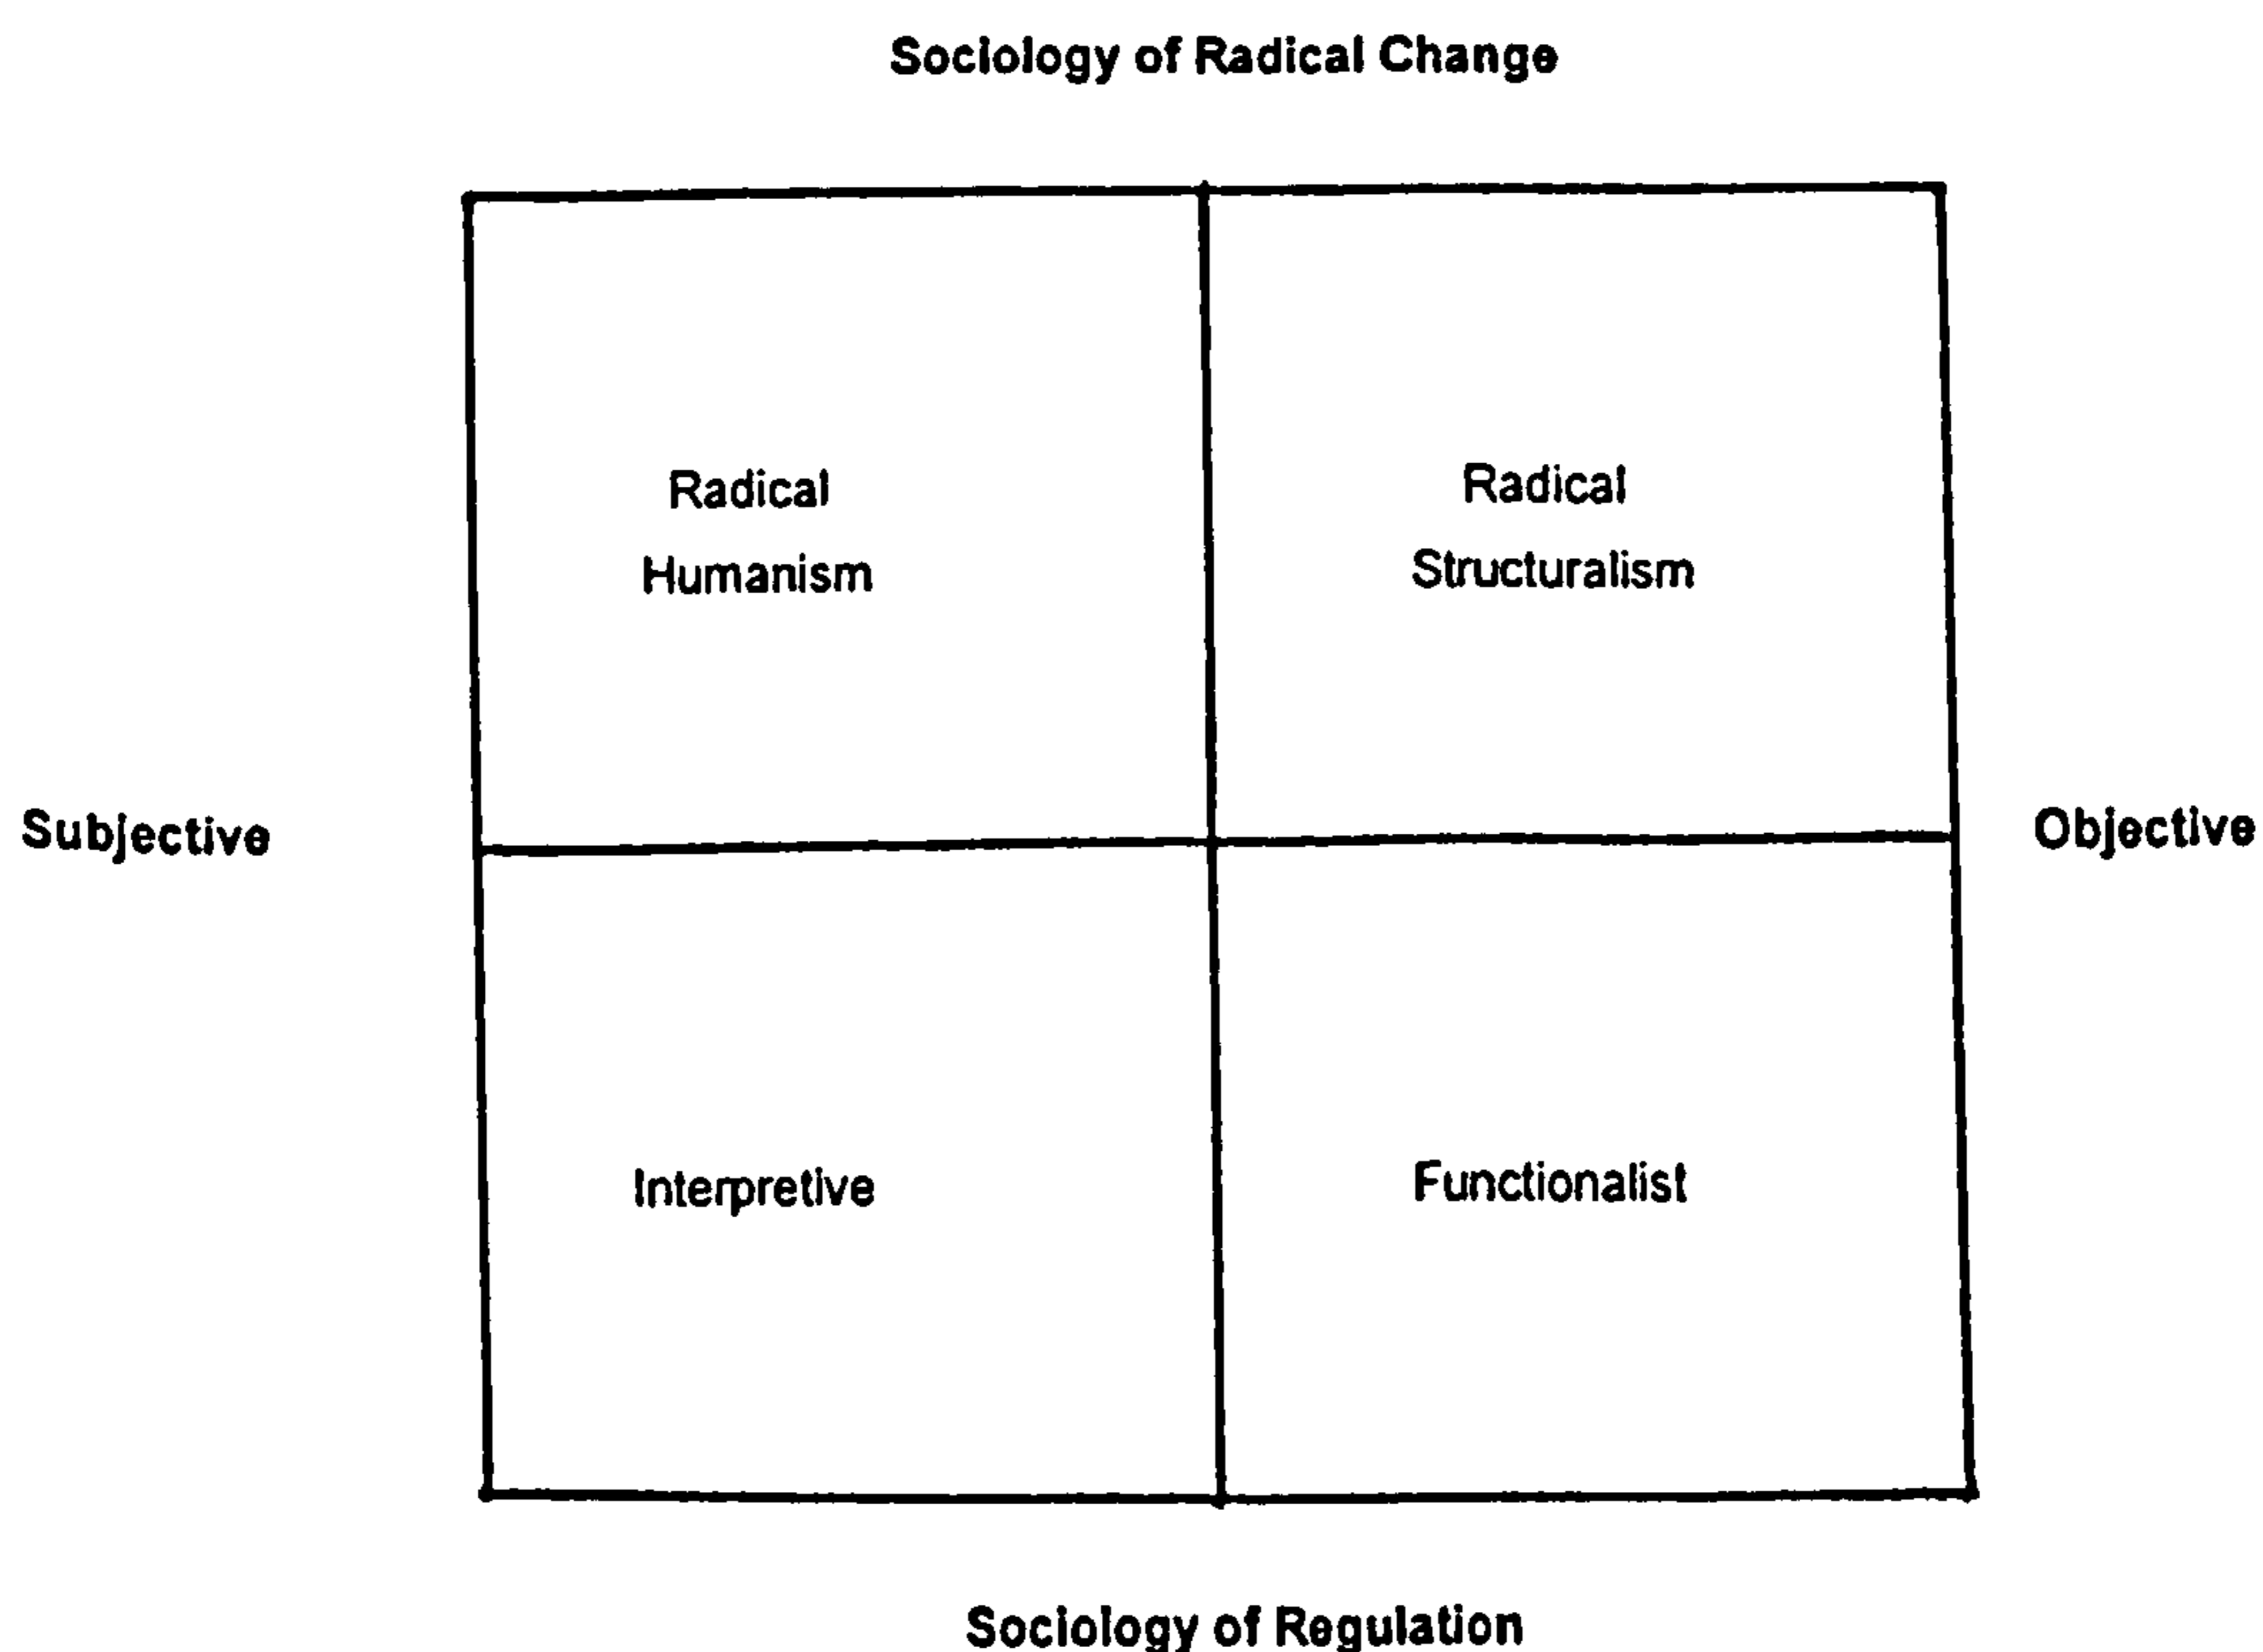 Sociology of Radical Change
Radical
Humanism
Radical
Structuralism
Subjective
Objective
Interpretive
Functionalist
Sociology of Regulation